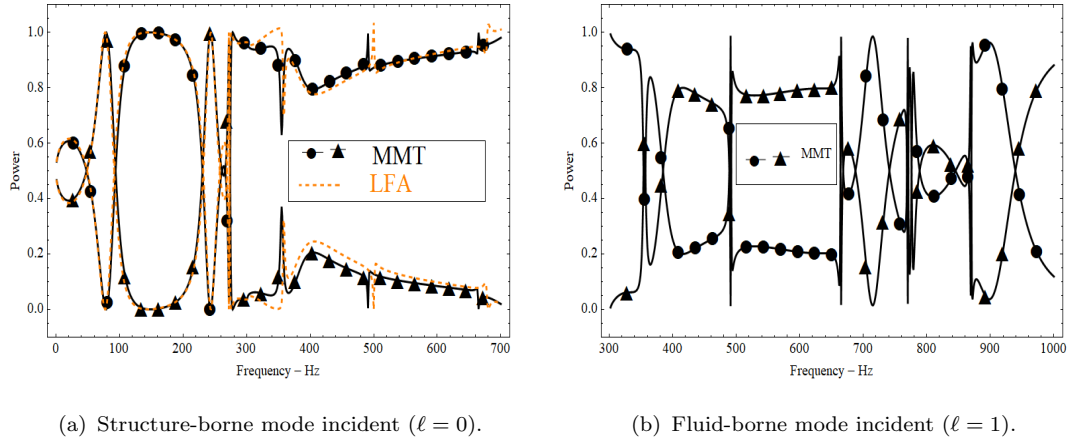 1.0
0.8
0.6
0.4
0.2
0.0
Power
0 100 200 300 400 500 600 700
Frequency – Hz
MMT
LFA
(a) Structure-borne mode incident (ℓ = 0).
1.0
0.8
0.6
0.4
0.2
0.0
Power
300 400 500 600 700 800 900 1000
Frequency – Hz
MMT
(b) Fluid-borne mode incident (ℓ = 1).